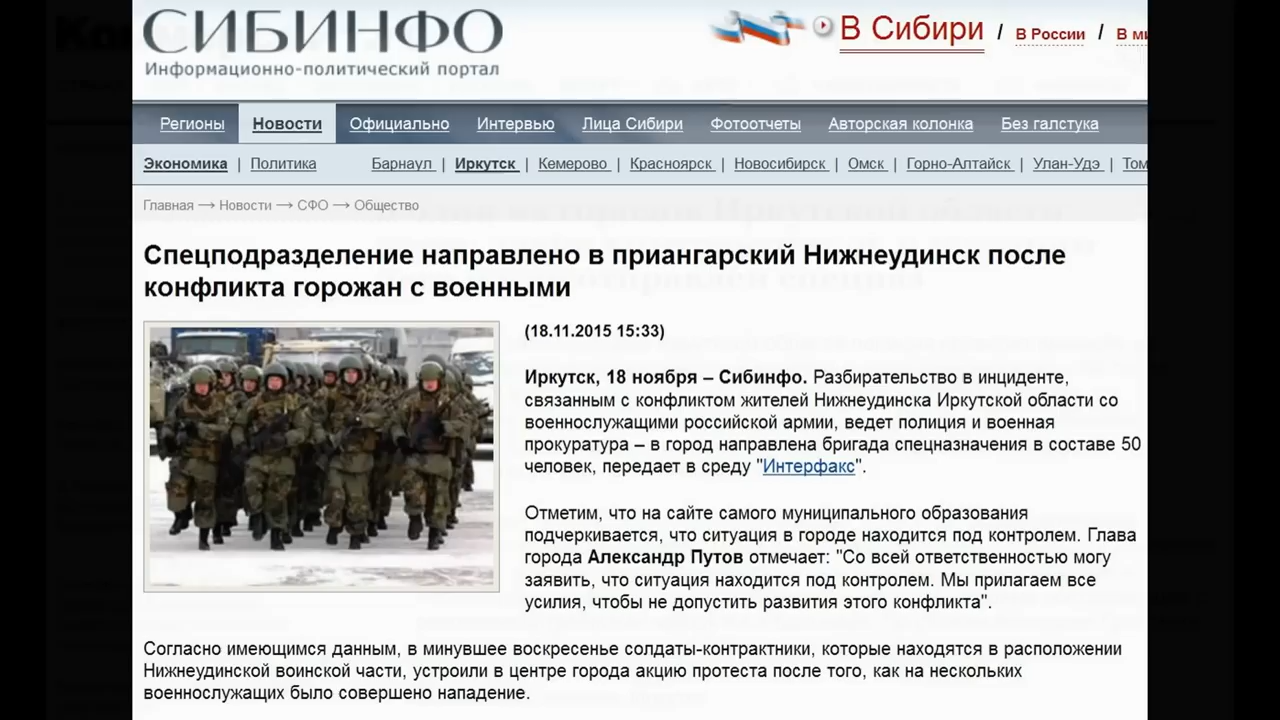 СИБИНФО
Информационно-политический портал
В Сибири / В России / В ми
Регионы Новости Официально Интервью Лица Сибири Фотоотчеты Авторская колонка Без галстука
Экономика | Политика Барнаул | Иркутск | Кемерово | Красноярск | Новосибирск | Омск | Горно-Алтайск | Улан-Удэ | Том
Главная → Новости → СФО → Общество
Спецподразделение направлено в приангарский Нижнеудинск после
конфликта горожан с военными
(18.11.2015 15:33)
Иркутск, 18 ноября – Сибинфо. Разбирательство в инциденте,
связанным с конфликтом жителей Нижнеудинска Иркутской области со
военнослужащими российской армии, ведет полиция и военная
прокуратура – в город направлена бригада спецназначения в составе 50
человек, передает в среду "Интерфакс".
Отметим, что на сайте самого муниципального образования
подчеркивается, что ситуация в городе находится под контролем. Глава
города Александр Путов отмечает: "Со всей ответственностью могу
заявить, что ситуация находится под контролем. Мы прилагаем все
усилия, чтобы не допустить развития этого конфликта".
Согласно имеющимся данным, в минувшее воскресенье солдаты-контрактники, которые находятся в расположении
Нижнеудинской воинской части, устроили в центре города акцию протеста после того, как на нескольких
военнослужащих было совершено нападение.